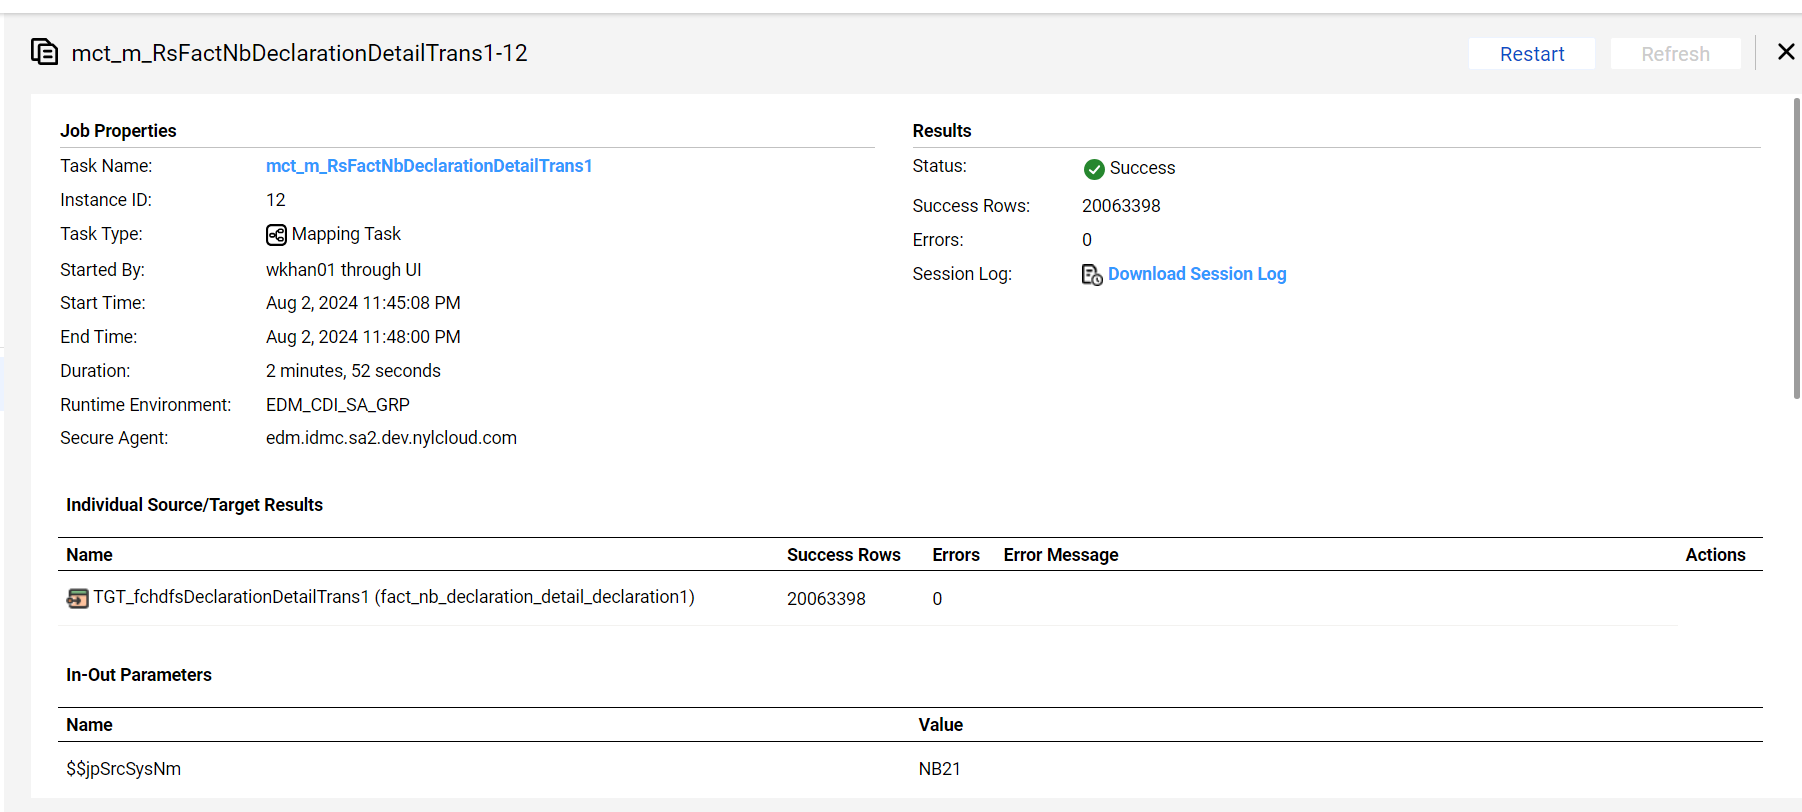 mct_m_RsFactNbDeclarationDetailTrans1-12
Restart
Refresh
Job Properties
Task Name: mct_m_RsFactNbDeclarationDetailTrans1
Instance ID: 12
Task Type: Mapping Task
Started By: wkhan01 through UI
Start Time: Aug 2, 2024 11:45:08 PM
End Time: Aug 2, 2024 11:48:00 PM
Duration: 2 minutes, 52 seconds
Runtime Environment: EDM_CDI_SA_GRP
Secure Agent: edm.idmc.sa2.dev.nylcloud.com
Results
Status: Success
Success Rows: 20063398
Errors: 0
Session Log: Download Session Log
Individual Source/Target Results
Name Success Rows Errors Error Message Actions
TGT_fchdfsDeclarationDetailTrans1 (fact_nb_declaration_detail_declaration1) 20063398 0
In-Out Parameters
Name Value
$$jpSrcSysNm NB21